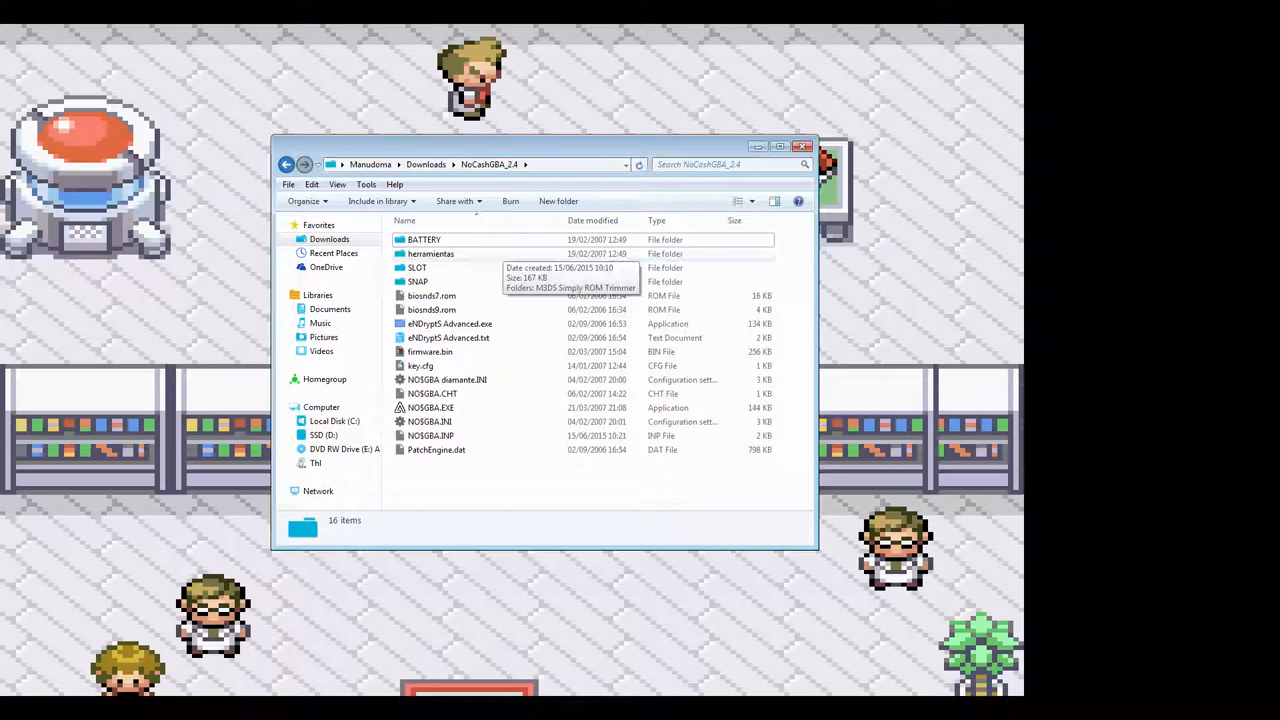 Manudoma ▸ Downloads ▸ NoCashGBA_2.4 ▸
Search NoCashGBA_2.4
File Edit View Tools Help
Organize Include in library Share with Burn New folder
Favorites
Downloads
Recent Places
OneDrive
Libraries
Documents
Music
Pictures
Videos
Homegroup
Computer
Local Disk (C:)
SSD (D:)
DVD RW Drive (E:) A
Thl
Network
Name Date modified Type Size
BATTERY 19/02/2007 12:49 File folder
herramientas 19/02/2007 12:49 File folder
SLOT File folder
SNAP File folder
Date created: 15/06/2015 10:10
Size: 167 KB
Folders: M3DS Simply ROM Trimmer
biosnds7.rom 06/02/2006 16:34 ROM File 16 KB
biosnds9.rom 06/02/2006 16:34 ROM File 4 KB
eNDryptS Advanced.exe 02/09/2006 16:53 Application 134 KB
eNDryptS Advanced.txt 02/09/2006 16:54 Text Document 2 KB
firmware.bin 02/03/2007 15:04 BIN File 256 KB
key.cfg 14/01/2007 12:44 CFG File 1 KB
NO$GBA diamante.INI 04/02/2007 20:00 Configuration sett... 3 KB
NO$GBA.CHT 06/02/2007 14:22 CHT File 1 KB
NO$GBA.EXE 21/03/2007 21:08 Application 144 KB
NO$GBA.INI 04/02/2007 20:01 Configuration sett... 3 KB
NO$GBA.INP 15/06/2015 10:21 INP File 2 KB
PatchEngine.dat 02/09/2006 16:54 DAT File 798 KB
16 items